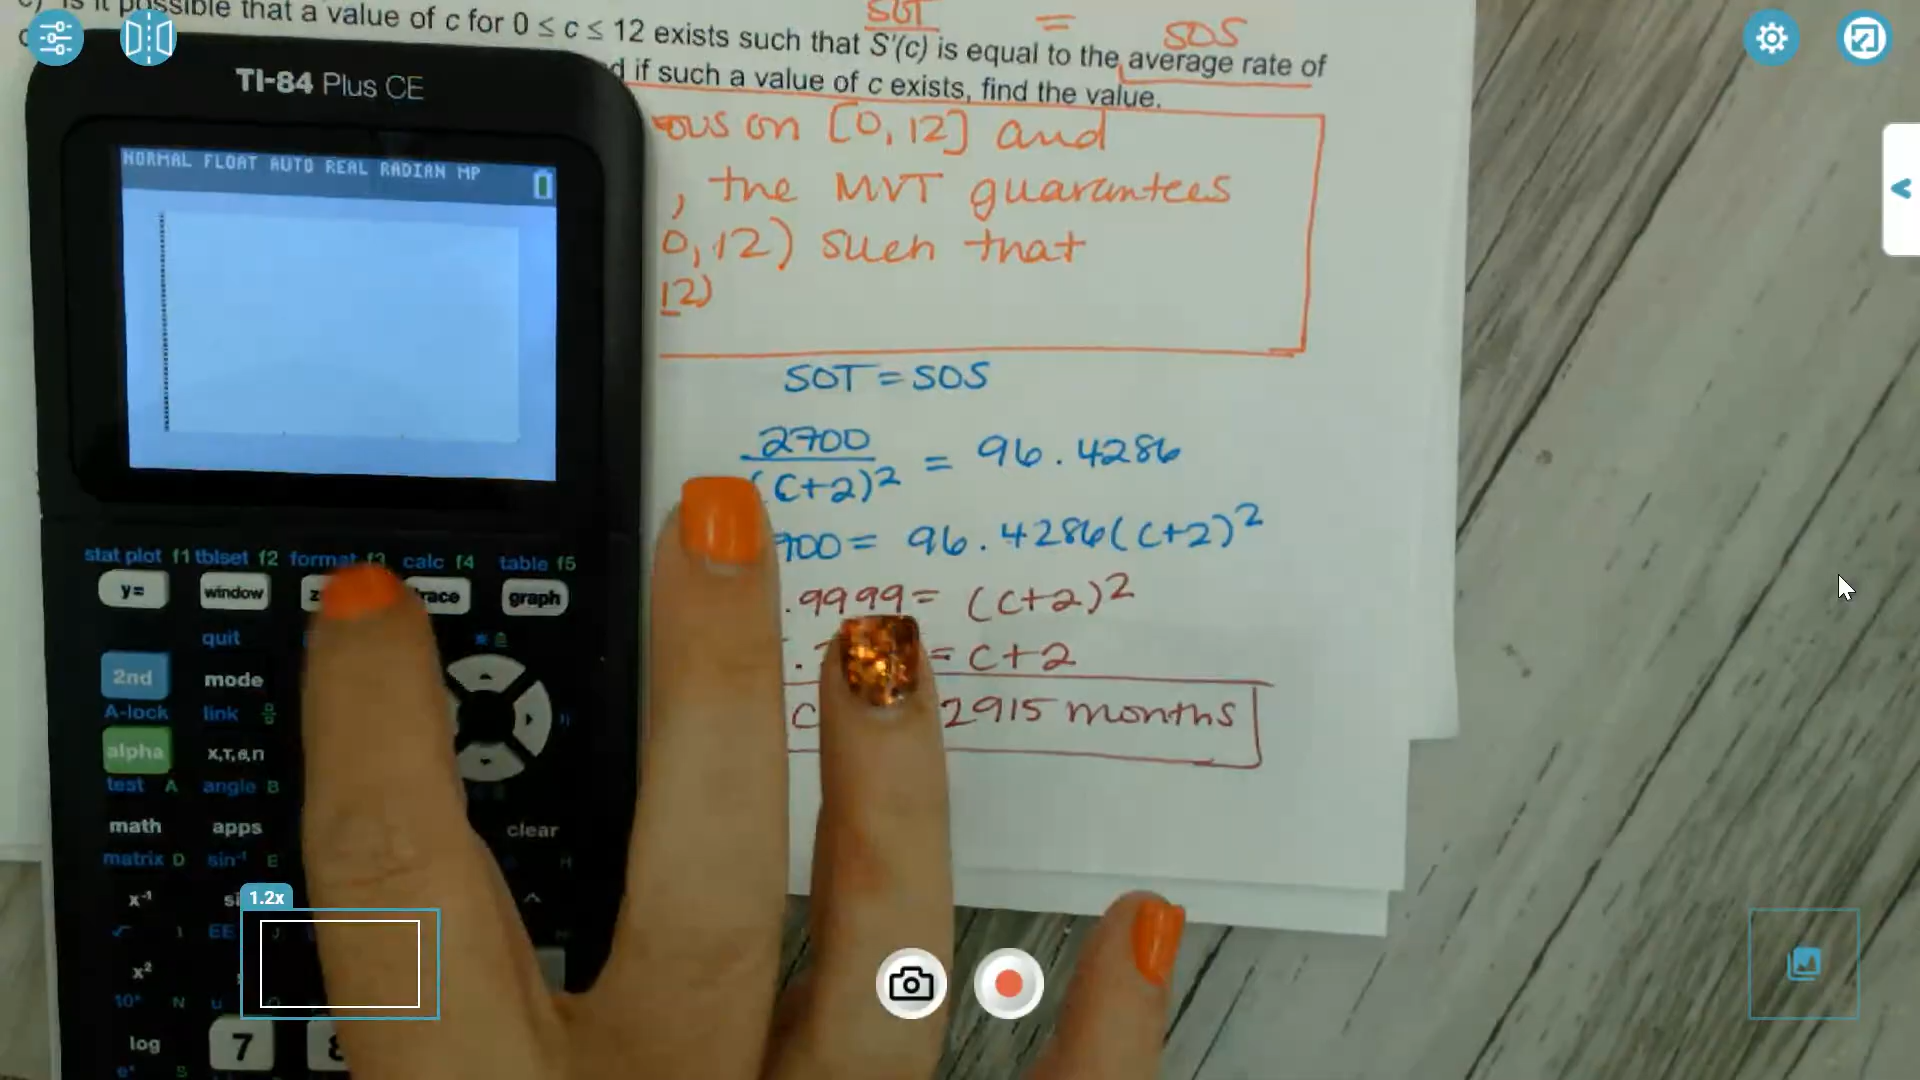 possible that a value of c for 0 ≤ c ≤ 12 exists such that S'(c) is equal to the average rate of
SOT = SOS
if such a value of c exists, find the value.
TI-84 Plus CE
NORMAL FLOAT AUTO REAL RADIAN MP
on [0, 12] and
, the MVT guarantees
0, 12) such that
12)
SOT = SOS
2700
(C+2)² = 96.4286
700 = 96.4286(C+2)²
.9999 = (C+2)²
= C+2
C 2915 months
stat plot f1 tblset f2 format f3 calc f4 table f5
y= window trace graph
quit
2nd mode
A-lock link
alpha X,T,θ,n
test A angle B
math apps clear
matrix D sin⁻¹ E
x⁻¹
1.2x
EE J
x²
10ˣ N u
log 7 8
eˣ S